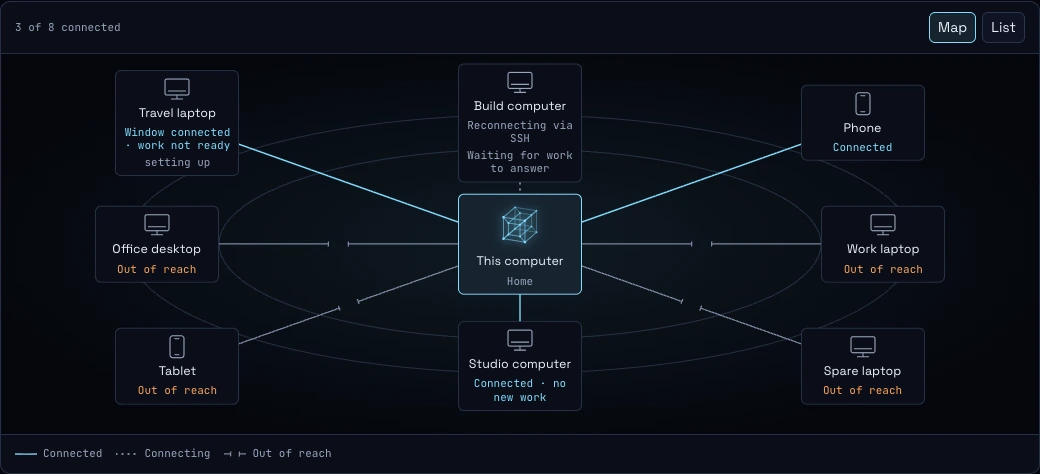 3 of 8 connected
Map
List
Travel laptop
Window connected
· work not ready
setting up
Build computer
Reconnecting via
SSH
Waiting for work
to answer
Phone
Connected
Office desktop
Out of reach
This computer
Home
Work laptop
Out of reach
Tablet
Out of reach
Studio computer
Connected · no
new work
Spare laptop
Out of reach
Connected
Connecting
Out of reach